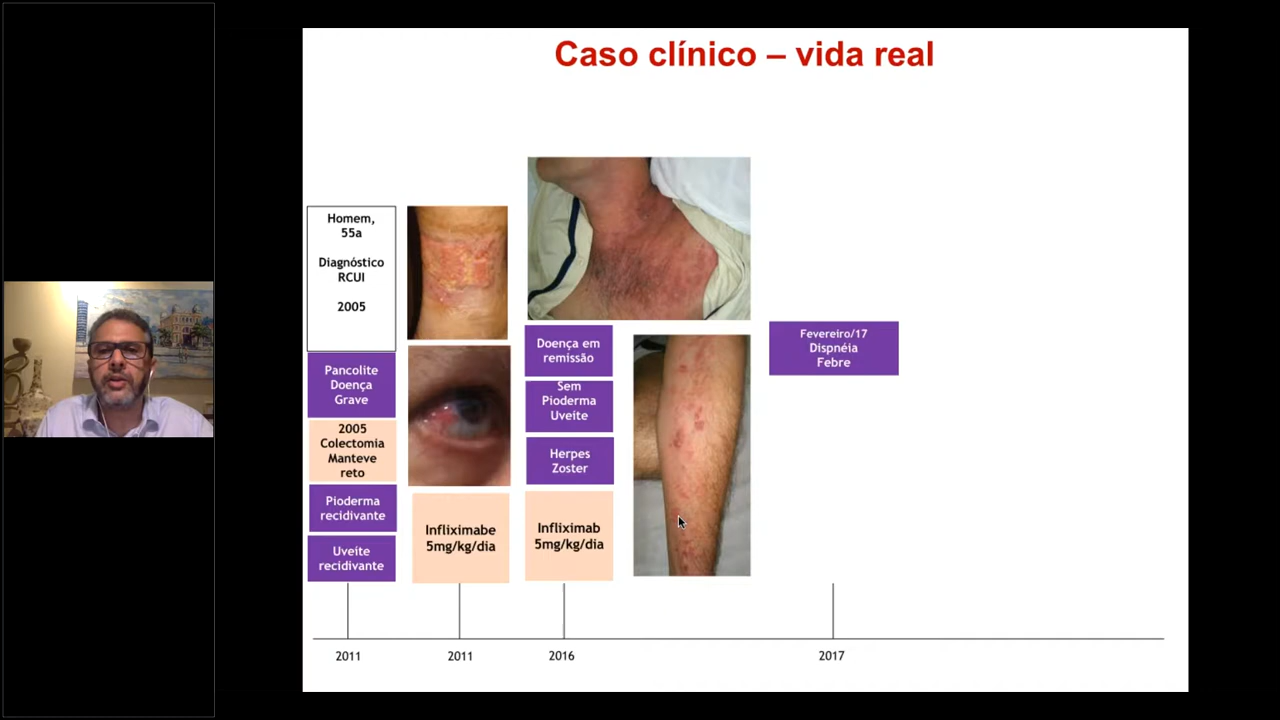 Caso clínico – vida real
Homem,
55a
Diagnóstico
RCUI
2005
Pancolite
Doença
Grave
2005
Colectomia
Manteve
reto
Pioderma
recidivante
Uveíte
recidivante
Infliximabe
5mg/kg/dia
Doença em
remissão
Sem
Pioderma
Uveíte
Herpes
Zoster
Infliximab
5mg/kg/dia
Fevereiro/17
Dispnéia
Febre
2011
2011
2016
2017